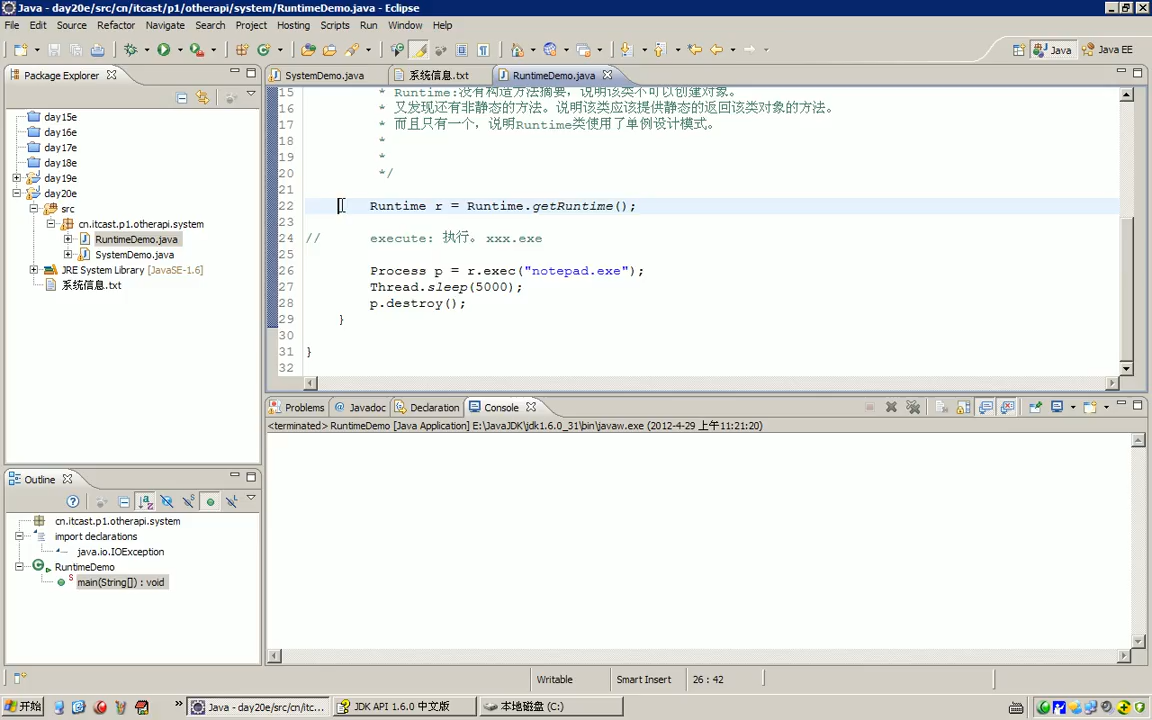 Java - day20e/src/cn/itcast/p1/otherapi/system/RuntimeDemo.java - Eclipse
File Edit Source Refactor Navigate Search Project Hosting Scripts Run Window Help
Java Java EE
Package Explorer
day15e
day16e
day17e
day18e
day19e
day20e
src
cn.itcast.p1.otherapi.system
RuntimeDemo.java
SystemDemo.java
JRE System Library [JavaSE-1.6]
系统信息.txt
Outline
cn.itcast.p1.otherapi.system
import declarations
java.io.IOException
RuntimeDemo
main(String[]) : void
SystemDemo.java 系统信息.txt RuntimeDemo.java
15 * Runtime:没有构造方法摘要，说明该类不可以创建对象。
16 * 又发现还有非静态的方法。说明该类应该提供静态的返回该类对象的方法。
17 * 而且只有一个，说明Runtime类使用了单例设计模式。
18 *
19 *
20 */
21
22 Runtime r = Runtime.getRuntime();
23
24 // execute: 执行。 xxx.exe
25
26 Process p = r.exec("notepad.exe");
27 Thread.sleep(5000);
28 p.destroy();
29 }
30
31 }
32
Problems @ Javadoc Declaration Console
<terminated> RuntimeDemo [Java Application] E:\JavaJDK\jdk1.6.0_31\bin\javaw.exe (2012-4-29 上午11:21:20)
Writable Smart Insert 26 : 42
开始 Java - day20e/src/cn/itc... JDK API 1.6.0 中文版 本地磁盘 (C:)